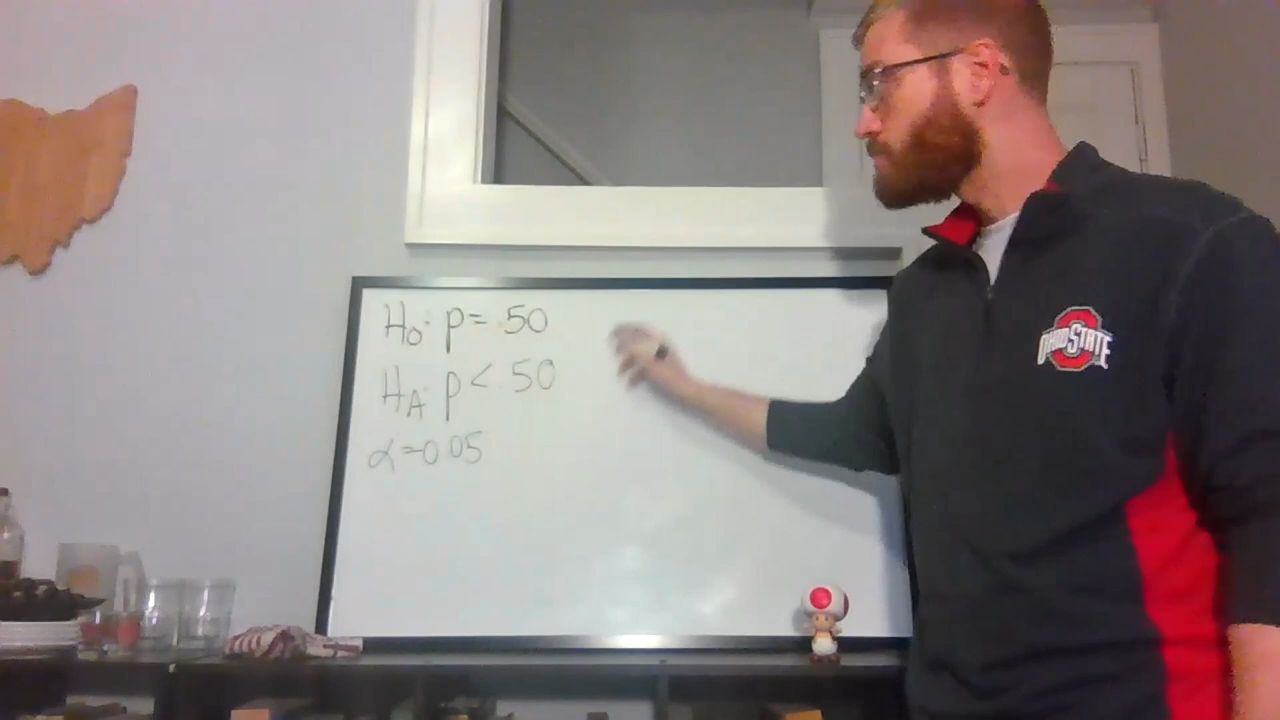 H₀: p = .50
Hₐ: p < .50
α = 0.05
OHIO STATE